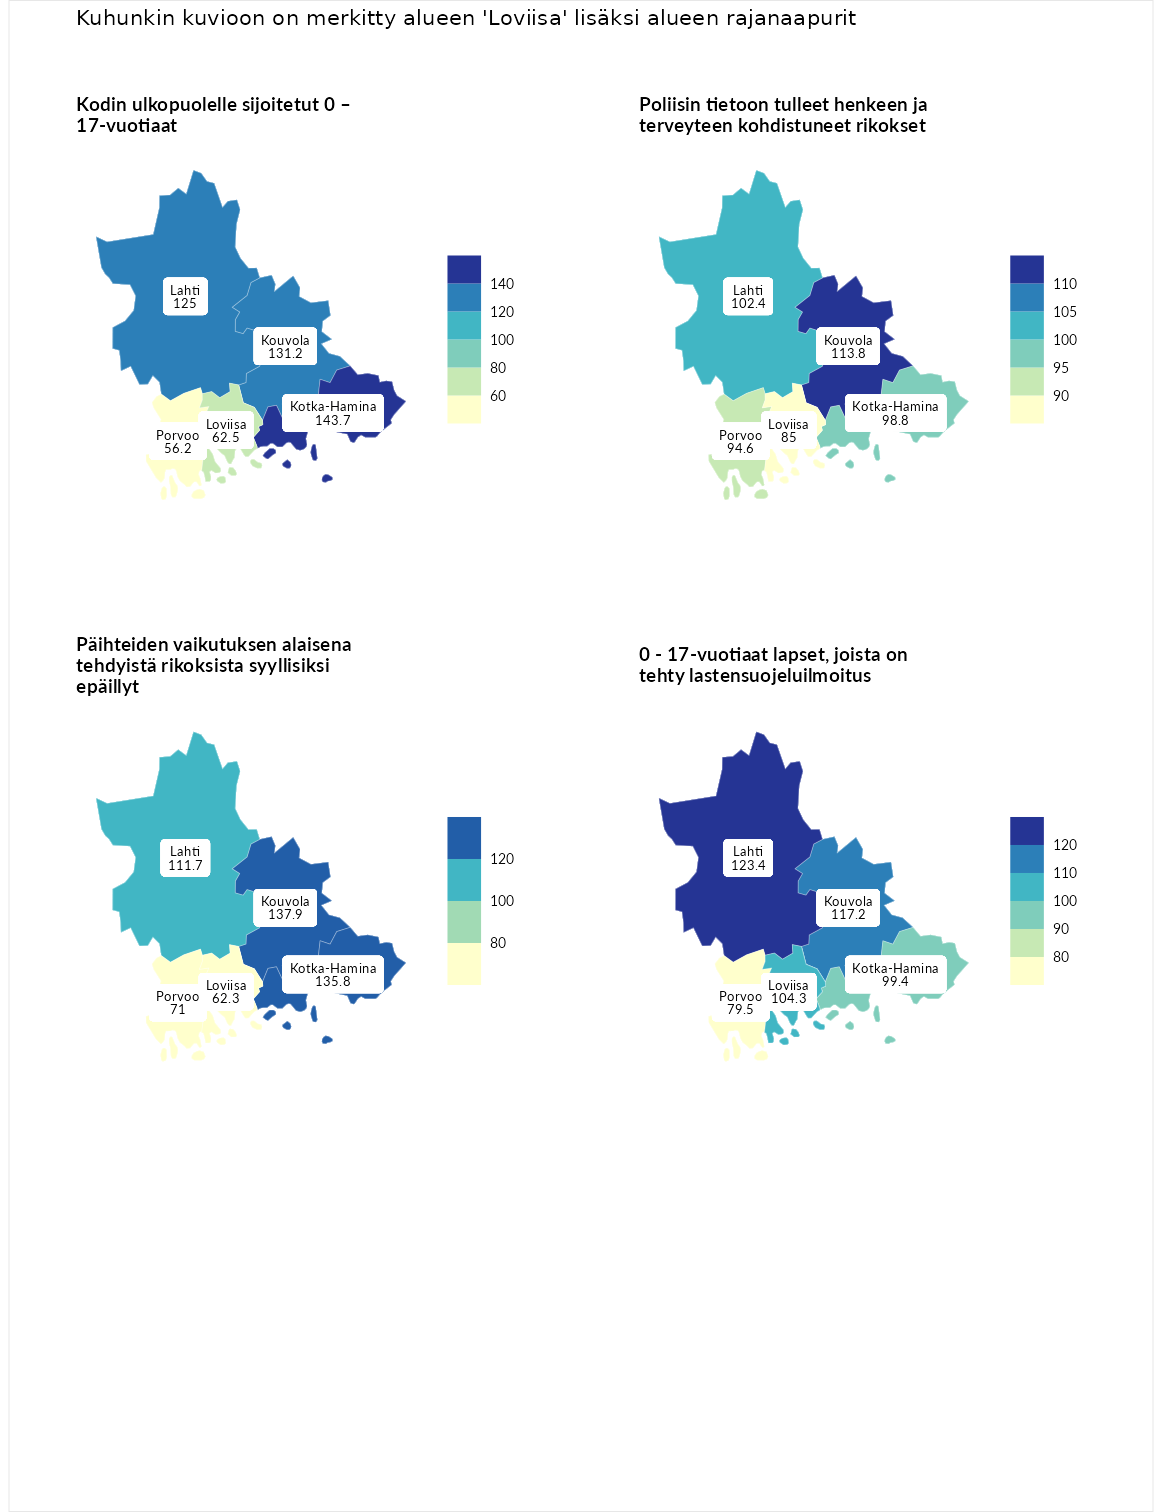 Kuhunkin kuvioon on merkitty alueen 'Loviisa' lisäksi alueen rajanaapurit
Kodin ulkopuolelle sijoitetut 0 –
17-vuotiaat
Lahti
125
Kouvola
131.2
Kotka-Hamina
143.7
Loviisa
62.5
Porvoo
56.2
140
120
100
80
60
Poliisin tietoon tulleet henkeen ja
terveyteen kohdistuneet rikokset
Lahti
102.4
Kouvola
113.8
Kotka-Hamina
98.8
Loviisa
85
Porvoo
94.6
110
105
100
95
90
Päihteiden vaikutuksen alaisena
tehdyistä rikoksista syyllisiksi
epäillyt
Lahti
111.7
Kouvola
137.9
Kotka-Hamina
135.8
Loviisa
62.3
Porvoo
71
120
100
80
0 - 17-vuotiaat lapset, joista on
tehty lastensuojeluilmoitus
Lahti
123.4
Kouvola
117.2
Kotka-Hamina
99.4
Loviisa
104.3
Porvoo
79.5
120
110
100
90
80